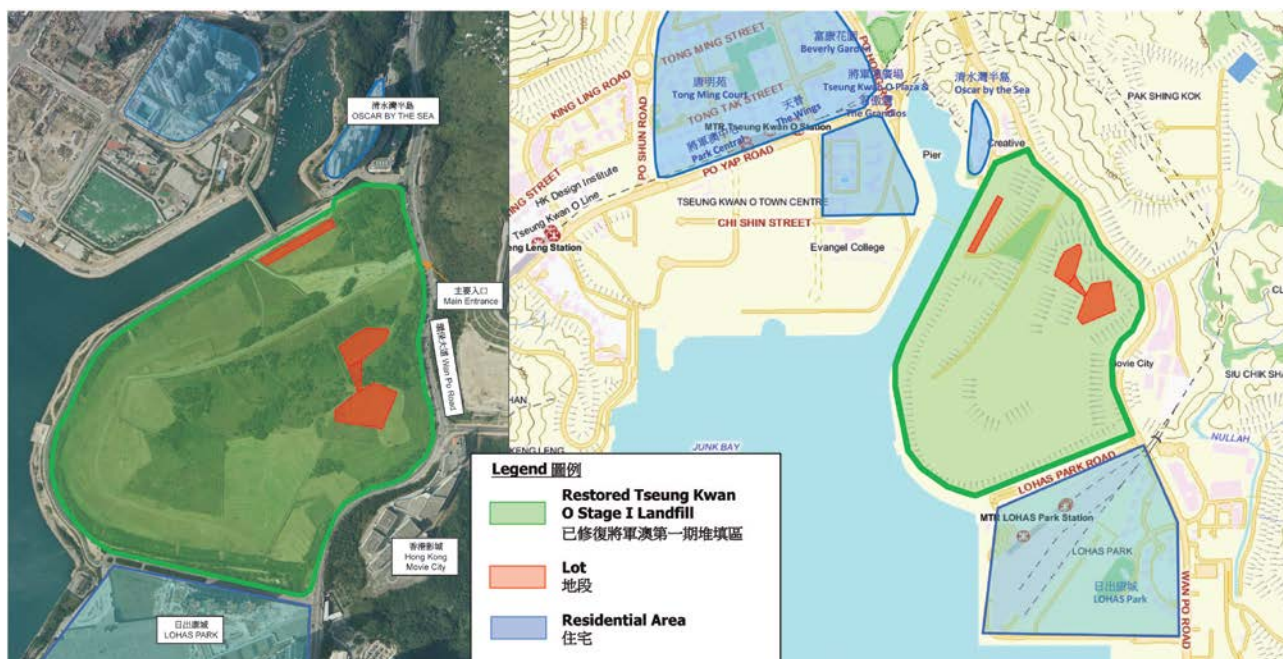 清水灣半島
OSCAR BY THE SEA
主要入口
Main Entrance
環保大道 Wan Po Road
香港影城
Hong Kong
Movie City
日出康城
LOHAS PARK
TONG MING STREET
富康花園
Beverly Garden
KING LING ROAD
唐明苑
Tong Ming Court
PO SHUN ROAD
TONG TAK STREET
天晉
The Wings
將軍澳廣場
Tseung Kwan O Plaza &
The Grandios
MTR Tseung Kwan O Station
將軍澳中心
Park Central
PO YAP ROAD
清水灣半島
Oscar by the Sea
PAK SHING KOK
Pier
Creative
HK Design Institute
Tseung Kwan O Line
eng Leng Station
TSEUNG KWAN O TOWN CENTRE
CHI SHIN STREET
Evangel College
ovie City
SIU CHIK SHA
HAN
KENG LENG
JUNK BAY
NULLAH
LOHAS PARK ROAD
MTR LOHAS Park Station
LOHAS PARK
日出康城
LOHAS Park
WAN PO ROAD
Legend 圖例
Restored Tseung Kwan
O Stage I Landfill
已修復將軍澳第一期堆填區
Lot
地段
Residential Area
住宅